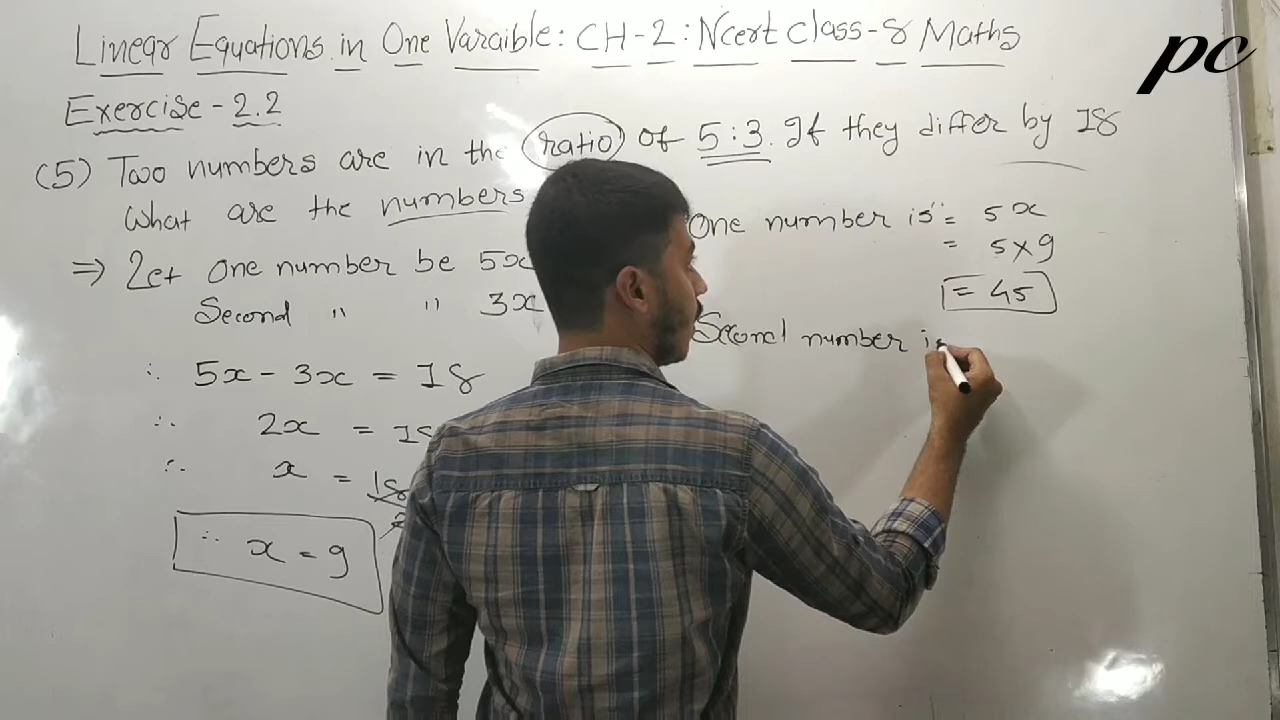 Linear Equations in One Varaible: CH-2: Ncert Class-8 Maths
pc
Exercise - 2.2
(5) Two numbers are in the ratio of 5:3. If they differ by 18
What are the numbers
⇒ Let one number be 5x
Second " " 3x
∴ 5x - 3x = 18
∴ 2x = 18
∴ x = 18
2
∴ x = 9
One number is = 5x
= 5×9
= 45
Second number is